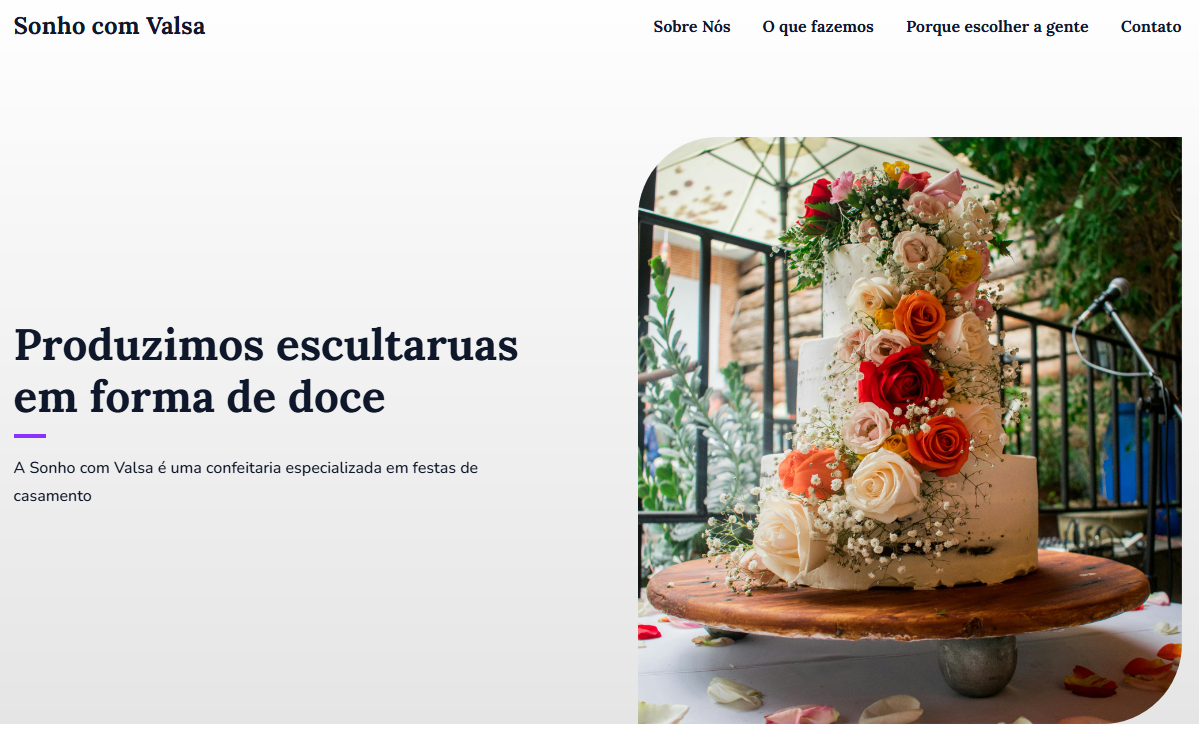 Sonho com Valsa
Sobre Nós O que fazemos Porque escolher a gente Contato
Produzimos escultaruas
em forma de doce
A Sonho com Valsa é uma confeitaria especializada em festas de
casamento